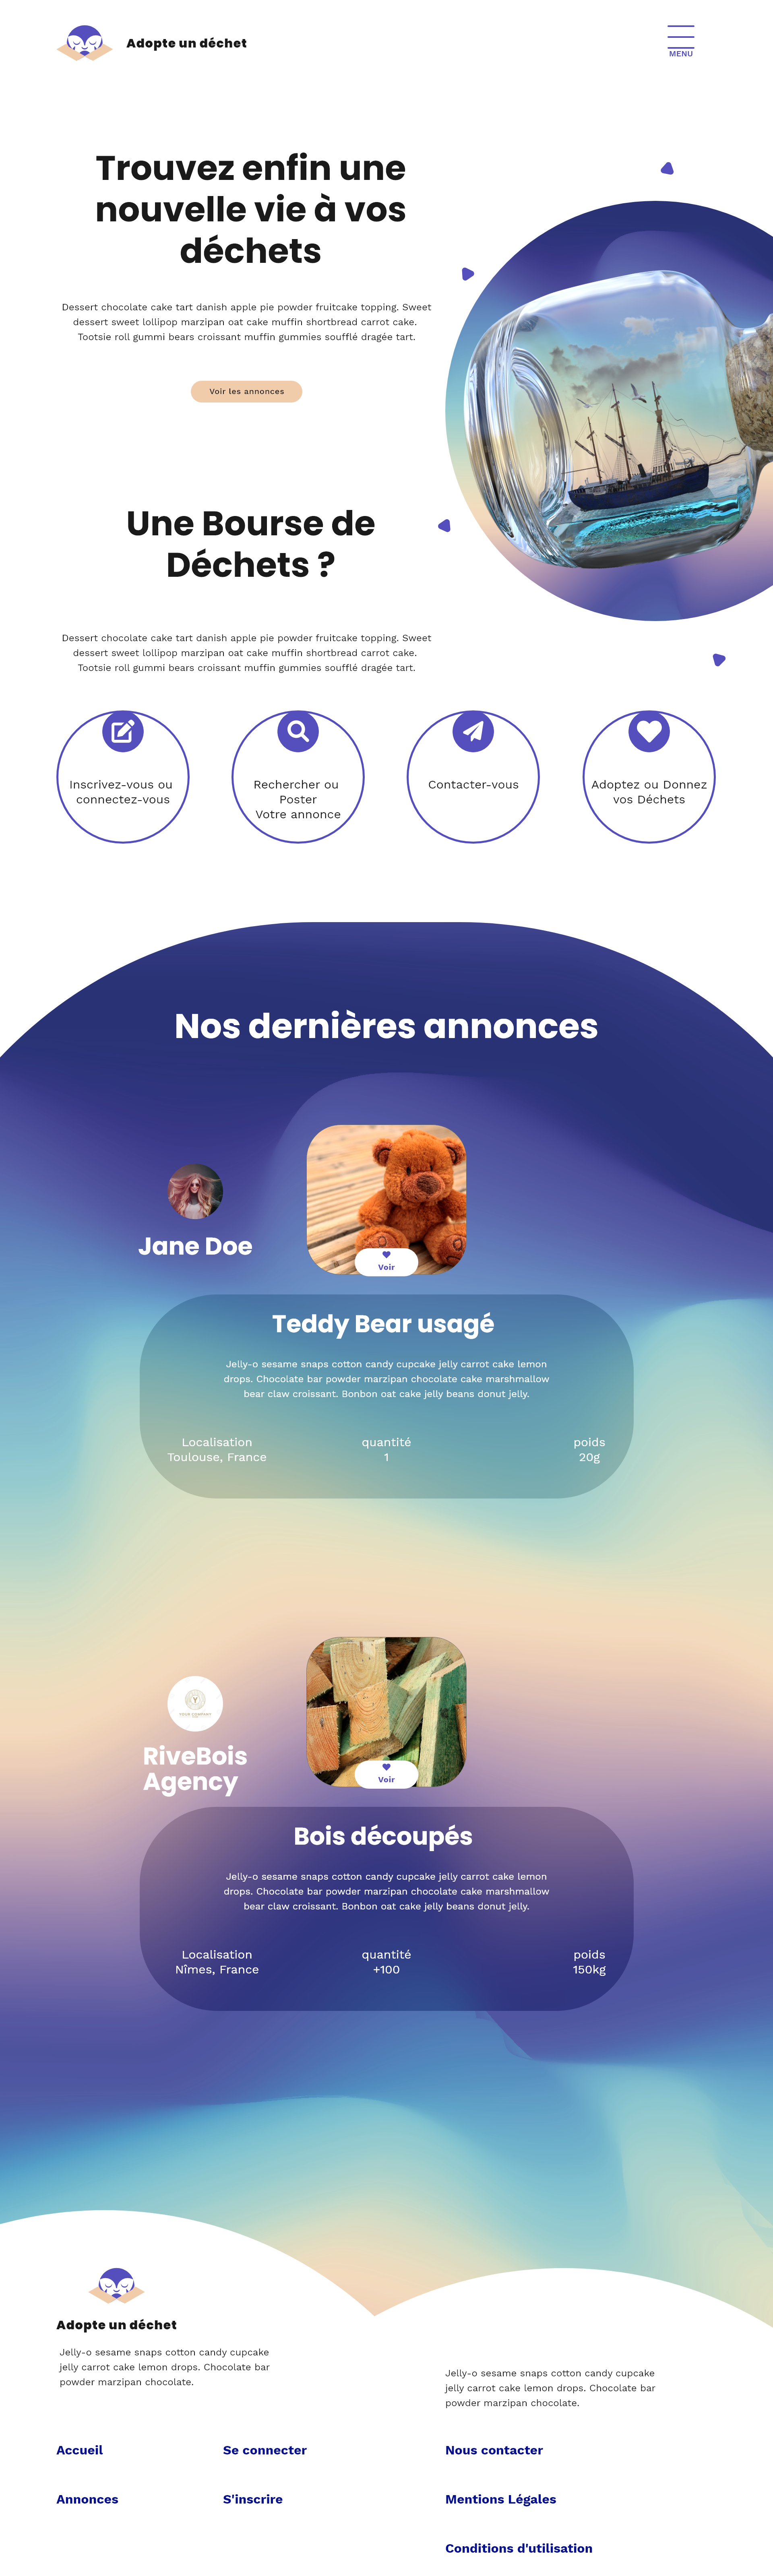 Adopte un déchet
MENU
Trouvez enfin une
nouvelle vie à vos
déchets
Dessert chocolate cake tart danish apple pie powder fruitcake topping. Sweet
dessert sweet lollipop marzipan oat cake muffin shortbread carrot cake.
Tootsie roll gummi bears croissant muffin gummies soufflé dragée tart.
Voir les annonces
Une Bourse de
Déchets ?
Dessert chocolate cake tart danish apple pie powder fruitcake topping. Sweet
dessert sweet lollipop marzipan oat cake muffin shortbread carrot cake.
Tootsie roll gummi bears croissant muffin gummies soufflé dragée tart.
Inscrivez-vous ou
connectez-vous
Rechercher ou
Poster
Votre annonce
Contacter-vous
Adoptez ou Donnez
vos Déchets
Nos dernières annonces
Jane Doe
Voir
Teddy Bear usagé
Jelly-o sesame snaps cotton candy cupcake jelly carrot cake lemon
drops. Chocolate bar powder marzipan chocolate cake marshmallow
bear claw croissant. Bonbon oat cake jelly beans donut jelly.
Localisation
Toulouse, France
quantité
1
poids
20g
YOUR COMPANY
RiveBois
Agency
Voir
Bois découpés
Jelly-o sesame snaps cotton candy cupcake jelly carrot cake lemon
drops. Chocolate bar powder marzipan chocolate cake marshmallow
bear claw croissant. Bonbon oat cake jelly beans donut jelly.
Localisation
Nîmes, France
quantité
+100
poids
150kg
Adopte un déchet
Jelly-o sesame snaps cotton candy cupcake
jelly carrot cake lemon drops. Chocolate bar
powder marzipan chocolate.
Jelly-o sesame snaps cotton candy cupcake
jelly carrot cake lemon drops. Chocolate bar
powder marzipan chocolate.
Accueil
Se connecter
Nous contacter
Annonces
S'inscrire
Mentions Légales
Conditions d'utilisation